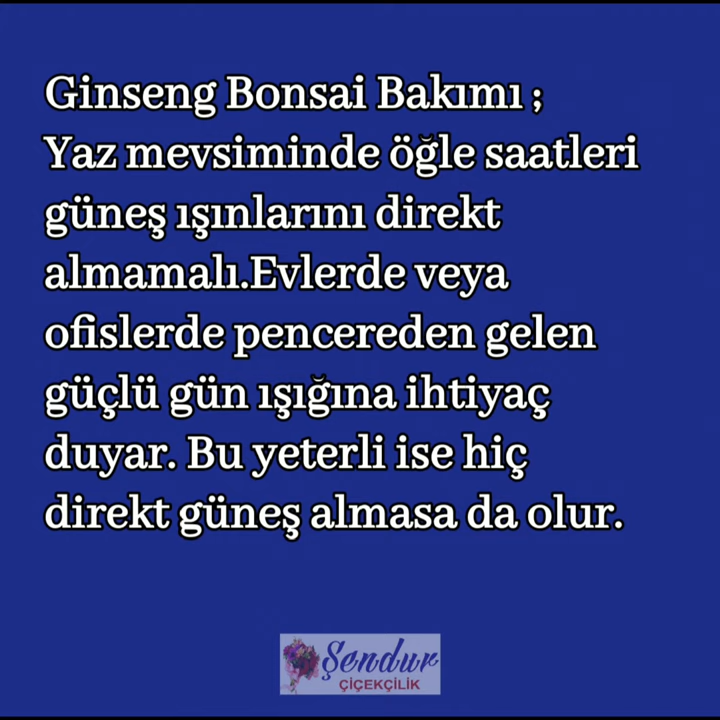 Ginseng Bonsai Bakımı ;
Yaz mevsiminde öğle saatleri
güneş ışınlarını direkt
almamalı.Evlerde veya
ofislerde pencereden gelen
güçlü gün ışığına ihtiyaç
duyar. Bu yeterli ise hiç
direkt güneş almasa da olur.
Şendur
ÇİÇEKÇİLİK